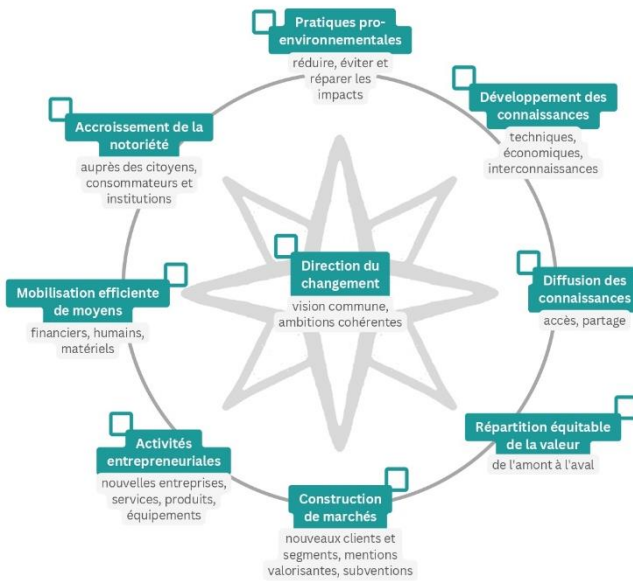 Pratiques pro-
environnementales
réduire, éviter et
réparer les
impacts
Développement des
connaissances
techniques,
économiques,
interconnaissances
Accroissement de la
notoriété
auprès des citoyens,
consommateurs et
institutions
Direction du
changement
vision commune,
ambitions cohérentes
Diffusion des
connaissances
accès, partage
Mobilisation efficiente
de moyens
financiers, humains,
matériels
Répartition équitable
de la valeur
de l'amont à l'aval
Activités
entrepreneuriales
nouvelles entreprises,
services, produits,
équipements
Construction
de marchés
nouveaux clients et
segments, mentions
valorisantes, subventions